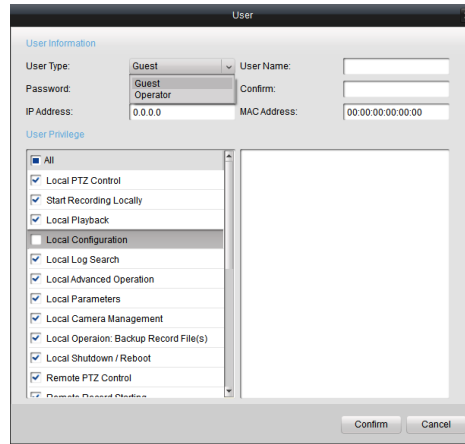 User
User Information
User Type: Guest User Name:
Guest
Operator
Password: Confirm:
IP Address: 0.0.0.0 MAC Address: 00:00:00:00:00:00
User Privilege
All
Local PTZ Control
Start Recording Locally
Local Playback
Local Configuration
Local Log Search
Local Advanced Operation
Local Parameters
Local Camera Management
Local Operaion: Backup Record File(s)
Local Shutdown / Reboot
Remote PTZ Control
Remote Record Starting
Confirm Cancel